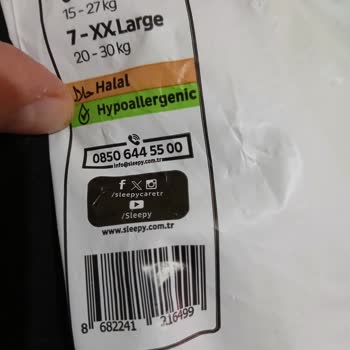 15 - 27 kg
7 - XX Large
20 - 30 kg
حلال Halal
Hypoallergenic
0850 644 55 00
info@sleepy.com.tr
/sleepycaretr
/Sleepy
www.sleepy.com.tr
8 682241 216499